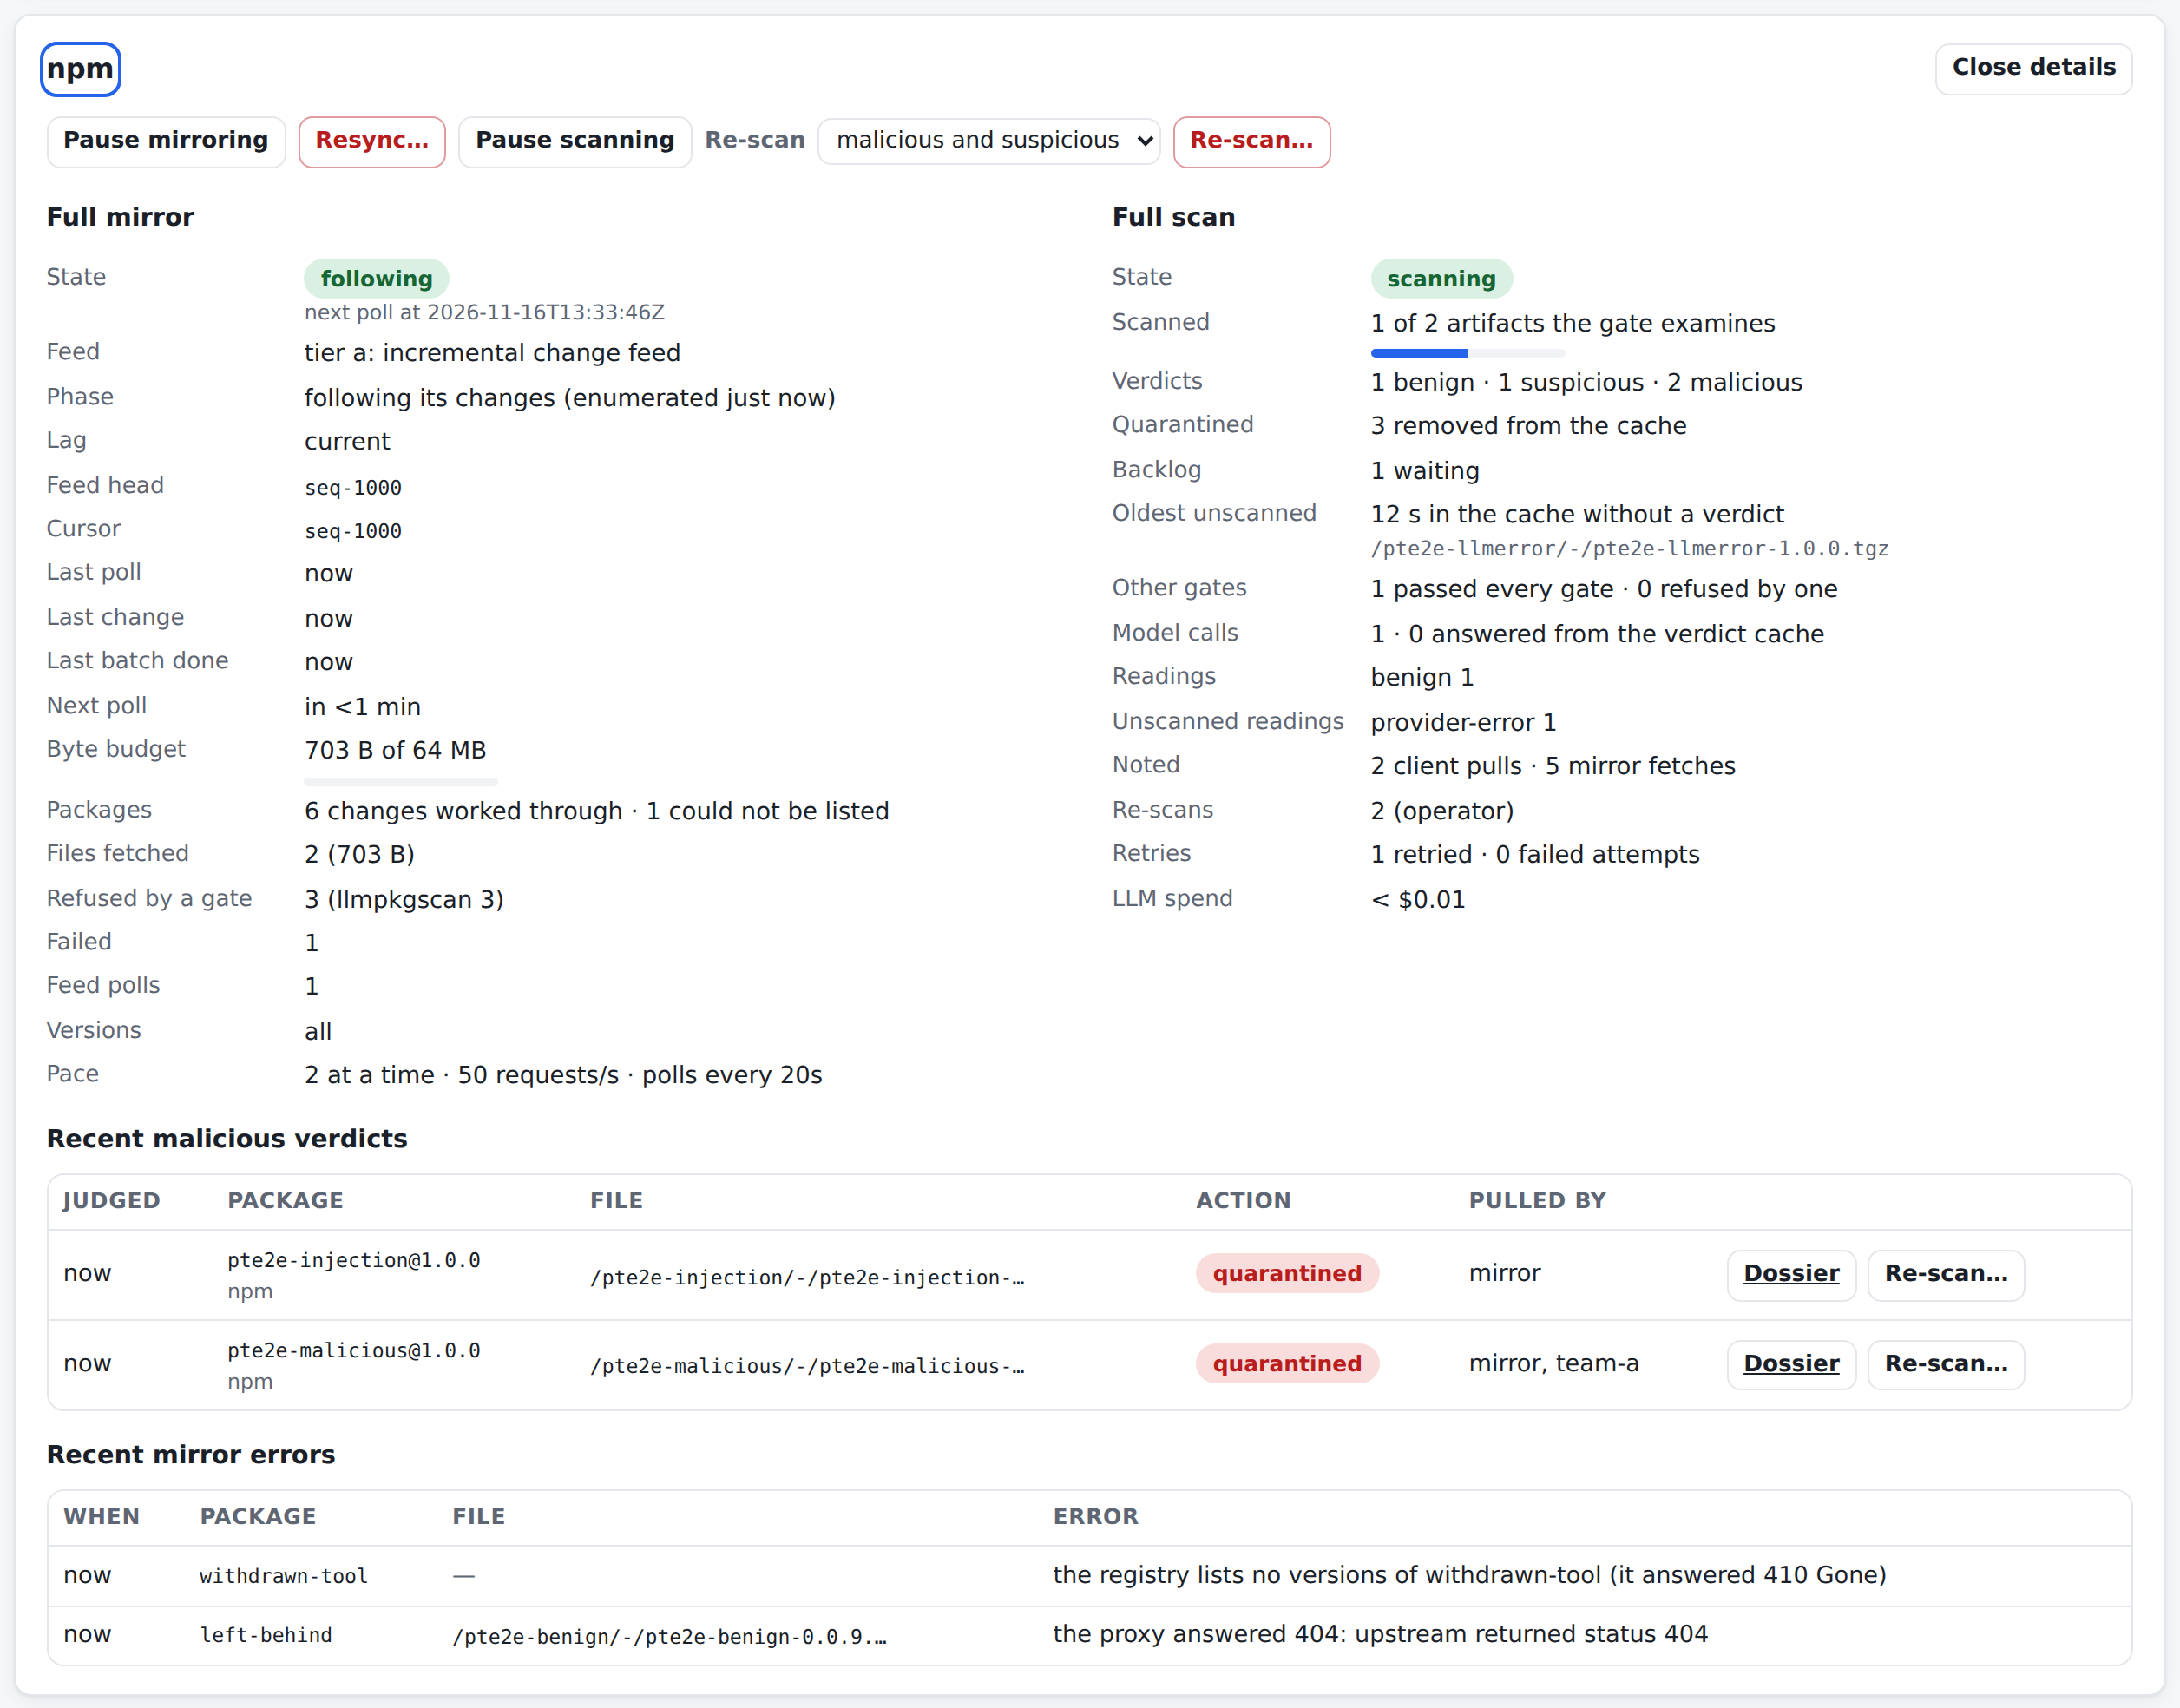 npm
Close details
Pause mirroring
Resync…
Pause scanning
Re-scan
malicious and suspicious
Re-scan…
Full mirror
State following
next poll at 2026-11-16T13:33:46Z
Feed tier a: incremental change feed
Phase following its changes (enumerated just now)
Lag current
Feed head seq-1000
Cursor seq-1000
Last poll now
Last change now
Last batch done now
Next poll in <1 min
Byte budget 703 B of 64 MB
Packages 6 changes worked through · 1 could not be listed
Files fetched 2 (703 B)
Refused by a gate 3 (llmpkgscan 3)
Failed 1
Feed polls 1
Versions all
Pace 2 at a time · 50 requests/s · polls every 20s
Full scan
State scanning
Scanned 1 of 2 artifacts the gate examines
Verdicts 1 benign · 1 suspicious · 2 malicious
Quarantined 3 removed from the cache
Backlog 1 waiting
Oldest unscanned 12 s in the cache without a verdict
/pte2e-llmerror/-/pte2e-llmerror-1.0.0.tgz
Other gates 1 passed every gate · 0 refused by one
Model calls 1 · 0 answered from the verdict cache
Readings benign 1
Unscanned readings provider-error 1
Noted 2 client pulls · 5 mirror fetches
Re-scans 2 (operator)
Retries 1 retried · 0 failed attempts
LLM spend < $0.01
Recent malicious verdicts
JUDGED PACKAGE FILE ACTION PULLED BY
now pte2e-injection@1.0.0 npm /pte2e-injection/-/pte2e-injection-… quarantined mirror Dossier Re-scan…
now pte2e-malicious@1.0.0 npm /pte2e-malicious/-/pte2e-malicious-… quarantined mirror, team-a Dossier Re-scan…
Recent mirror errors
WHEN PACKAGE FILE ERROR
now withdrawn-tool — the registry lists no versions of withdrawn-tool (it answered 410 Gone)
now left-behind /pte2e-benign/-/pte2e-benign-0.0.9.… the proxy answered 404: upstream returned status 404